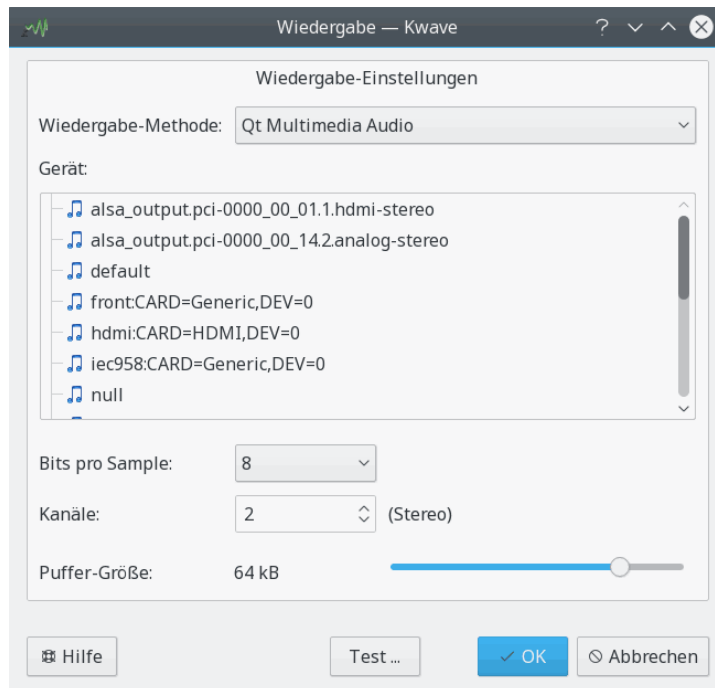 Wiedergabe — Kwave
Wiedergabe-Einstellungen
Wiedergabe-Methode: Qt Multimedia Audio
Gerät:
alsa_output.pci-0000_00_01.1.hdmi-stereo
alsa_output.pci-0000_00_14.2.analog-stereo
default
front:CARD=Generic,DEV=0
hdmi:CARD=HDMI,DEV=0
iec958:CARD=Generic,DEV=0
null
Bits pro Sample: 8
Kanäle: 2 (Stereo)
Puffer-Größe: 64 kB
Hilfe Test ... OK Abbrechen